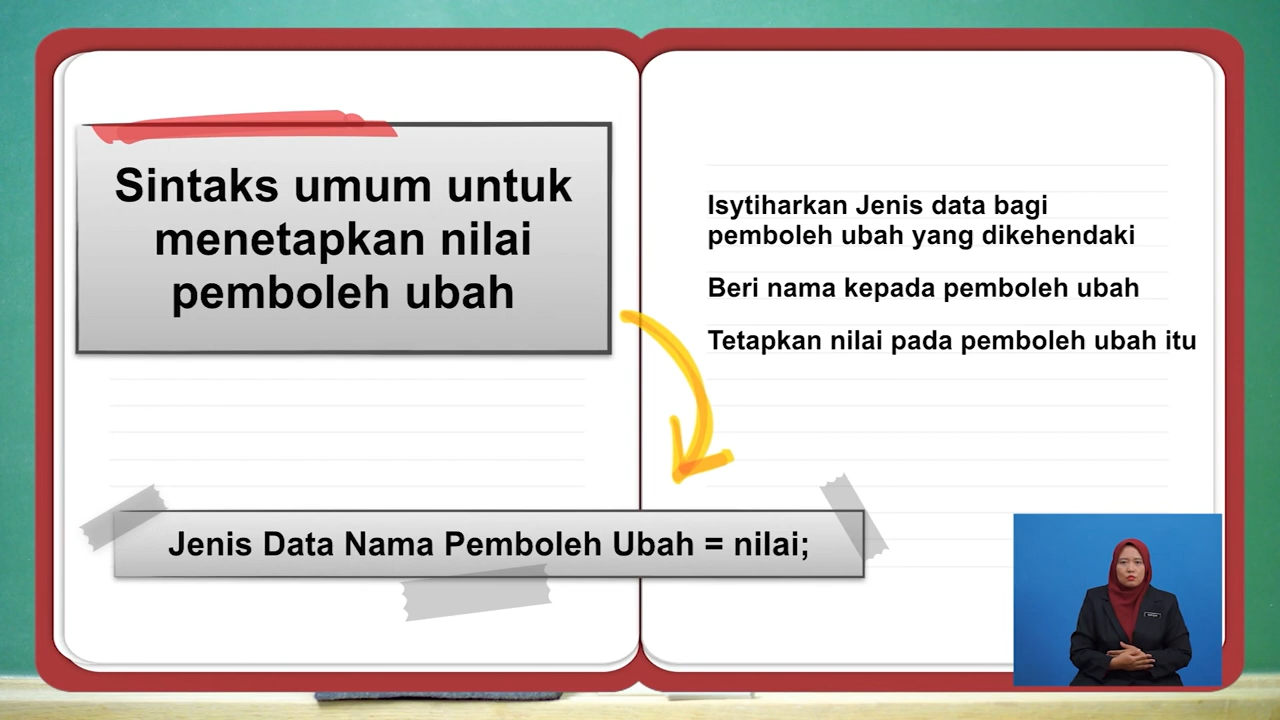 Sintaks umum untuk
menetapkan nilai
pemboleh ubah
Isytiharkan Jenis data bagi
pemboleh ubah yang dikehendaki
Beri nama kepada pemboleh ubah
Tetapkan nilai pada pemboleh ubah itu
Jenis Data Nama Pemboleh Ubah = nilai;